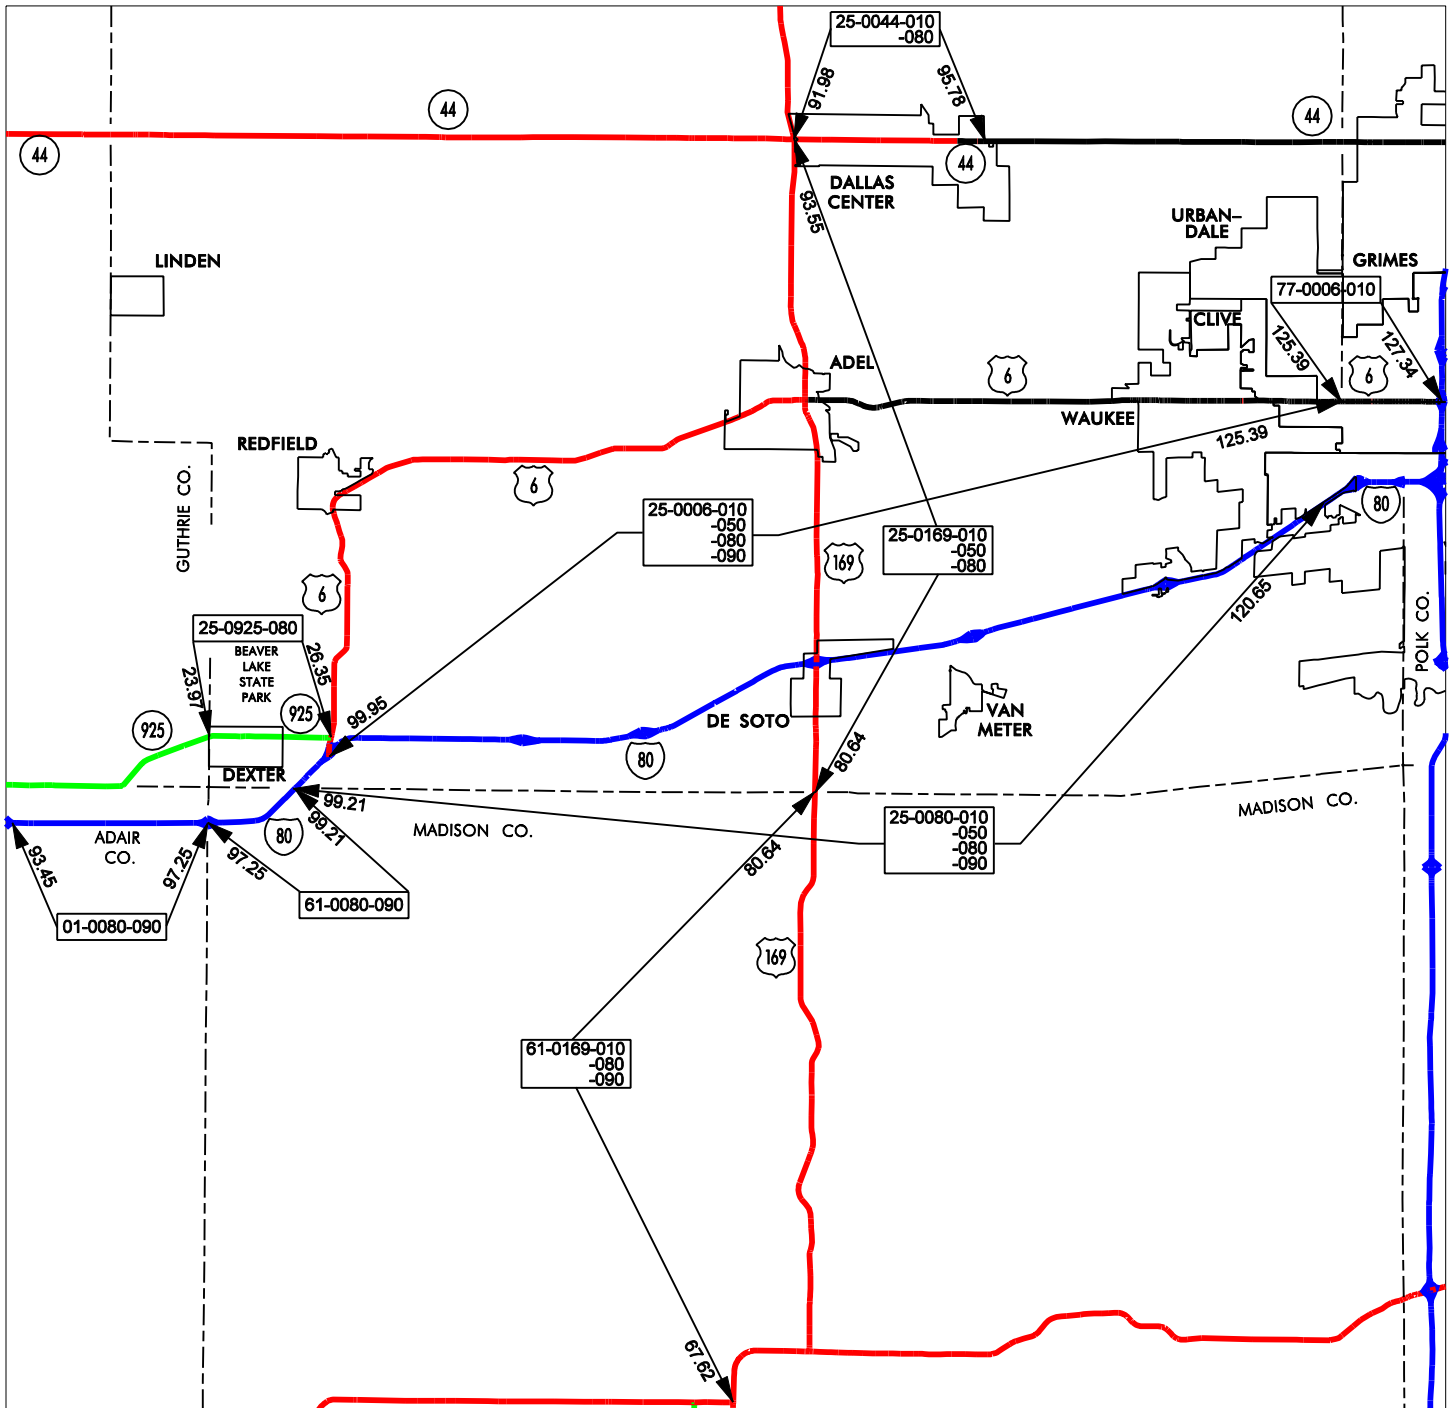 25-0044-010
-080
91.98
95.78
44
44
44
44
DALLAS
CENTER
93.55
URBAN-
DALE
GRIMES
LINDEN
77-0006-010
CLIVE
125.39
127.34
ADEL
6
6
WAUKEE
125.39
REDFIELD
GUTHRIE CO.
6
80
25-0006-010
-050
-080
-090
25-0169-010
-050
-080
169
6
120.65
POLK CO.
25-0925-080
BEAVER
LAKE
STATE
PARK
26.35
23.97
925
925
99.95
DE SOTO
VAN
METER
80
80.64
DEXTER
99.21
99.21
MADISON CO.
MADISON CO.
25-0080-010
-050
-080
-090
ADAIR
CO.
80
93.45
97.25
97.25
80.64
61-0080-090
01-0080-090
169
61-0169-010
-080
-090
67.62